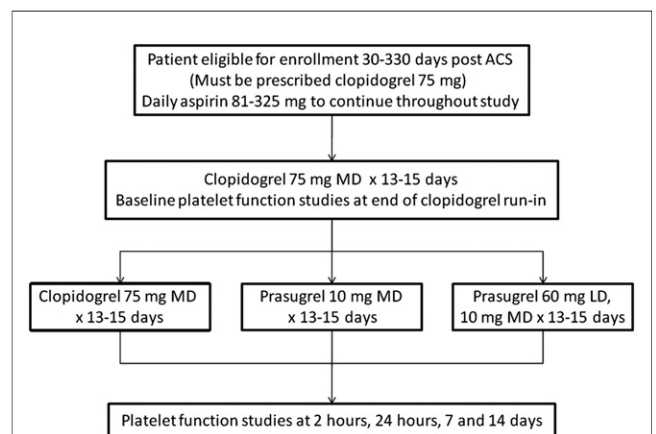 Patient eligible for enrollment 30-330 days post ACS
(Must be prescribed clopidogrel 75 mg)
Daily aspirin 81-325 mg to continue throughout study
Clopidogrel 75 mg MD x 13-15 days
Baseline platelet function studies at end of clopidogrel run-in
Clopidogrel 75 mg MD
x 13-15 days
Prasugrel 10 mg MD
x 13-15 days
Prasugrel 60 mg LD,
10 mg MD x 13-15 days
Platelet function studies at 2 hours, 24 hours, 7 and 14 days